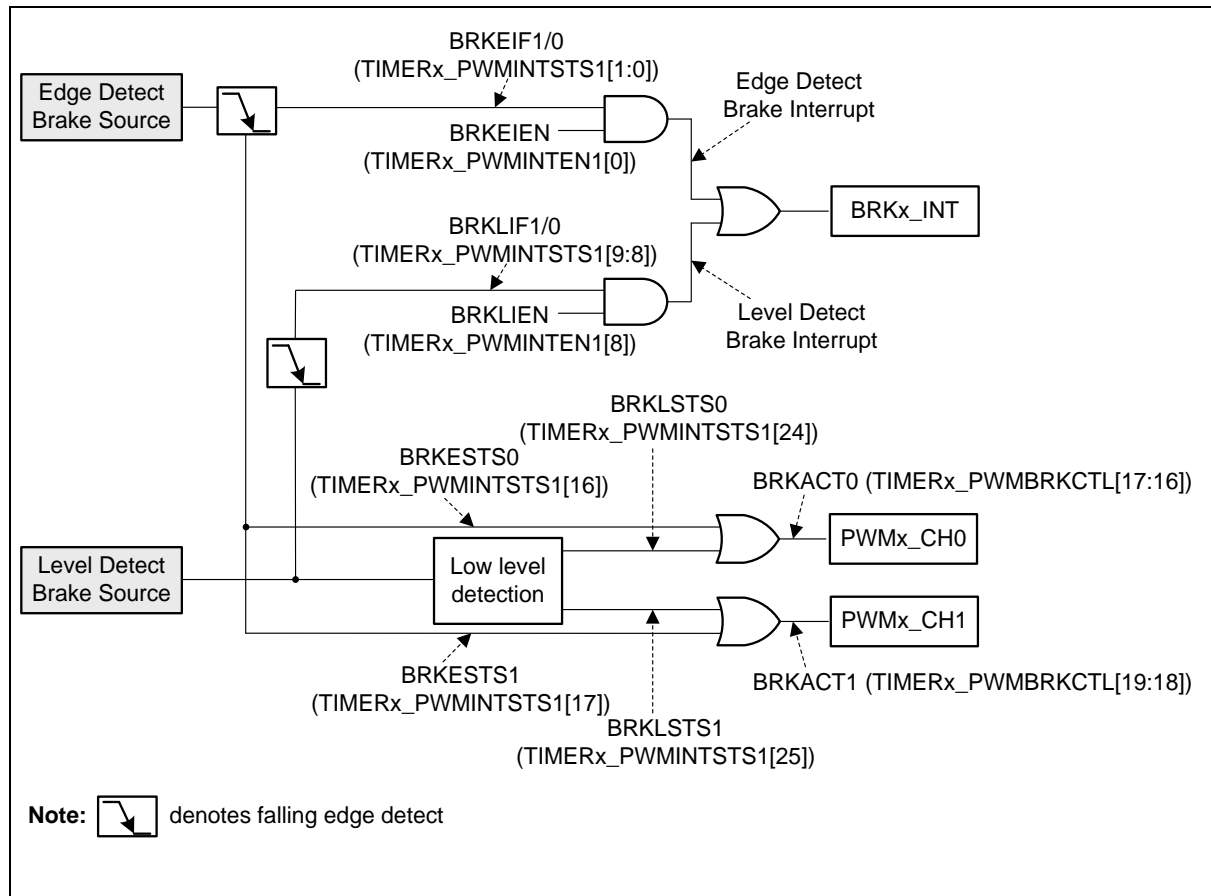 BRKEIF1/0
(TIMERx_PWMINTSTS1[1:0])
Edge Detect
Brake Source
Edge Detect
Brake Interrupt
BRKEIEN
(TIMERx_PWMINTEN1[0])
BRKx_INT
BRKLIF1/0
(TIMERx_PWMINTSTS1[9:8])
BRKLIEN
(TIMERx_PWMINTEN1[8])
Level Detect
Brake Interrupt
BRKLSTS0
(TIMERx_PWMINTSTS1[24])
BRKESTS0
(TIMERx_PWMINTSTS1[16])
BRKACT0 (TIMERx_PWMBRKCTL[17:16])
PWMx_CH0
Level Detect
Brake Source
Low level
detection
PWMx_CH1
BRKESTS1
(TIMERx_PWMINTSTS1[17])
BRKACT1 (TIMERx_PWMBRKCTL[19:18])
BRKLSTS1
(TIMERx_PWMINTSTS1[25])
Note: denotes falling edge detect